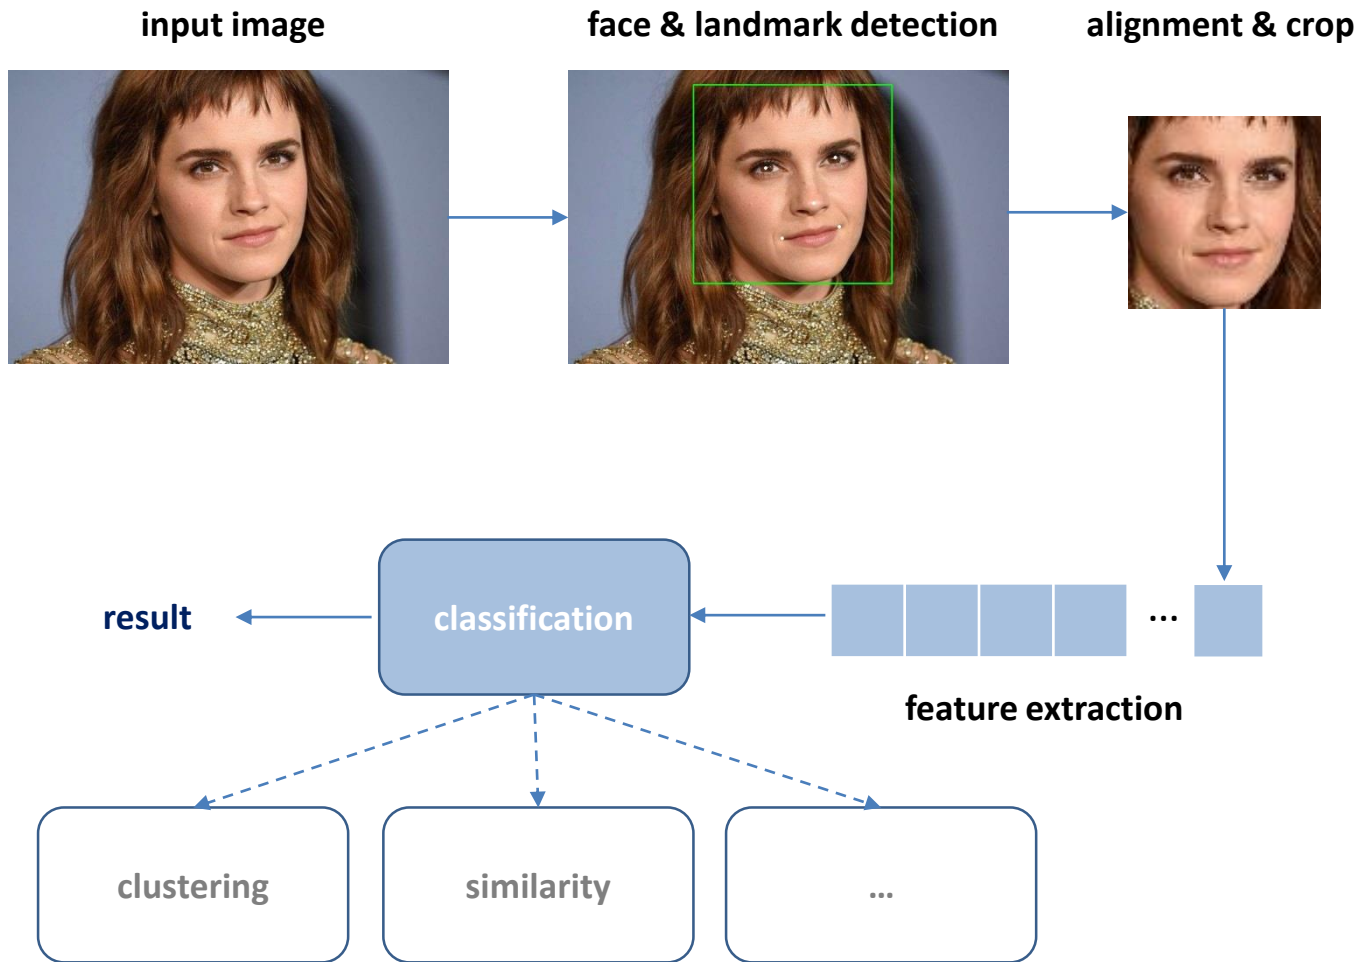 input image
face & landmark detection
alignment & crop
result
classification
...
feature extraction
clustering
similarity
...